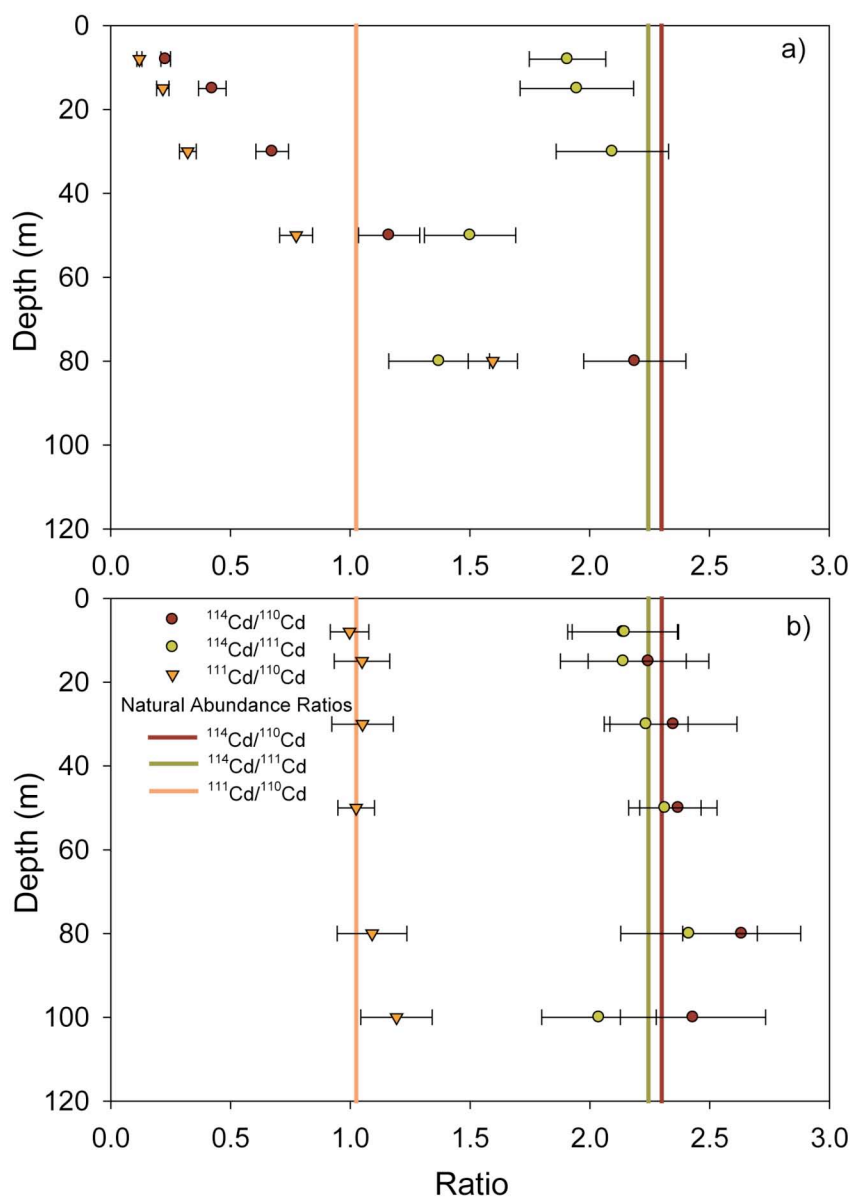 a)
0
20
40
60
80
100
120
Depth (m)
0.0 0.5 1.0 1.5 2.0 2.5 3.0
b)
0
20
40
60
80
100
120
Depth (m)
¹¹⁴Cd/¹¹⁰Cd
¹¹⁴Cd/¹¹¹Cd
¹¹¹Cd/¹¹⁰Cd
Natural Abundance Ratios
¹¹⁴Cd/¹¹⁰Cd
¹¹⁴Cd/¹¹¹Cd
¹¹¹Cd/¹¹⁰Cd
0.0 0.5 1.0 1.5 2.0 2.5 3.0
Ratio